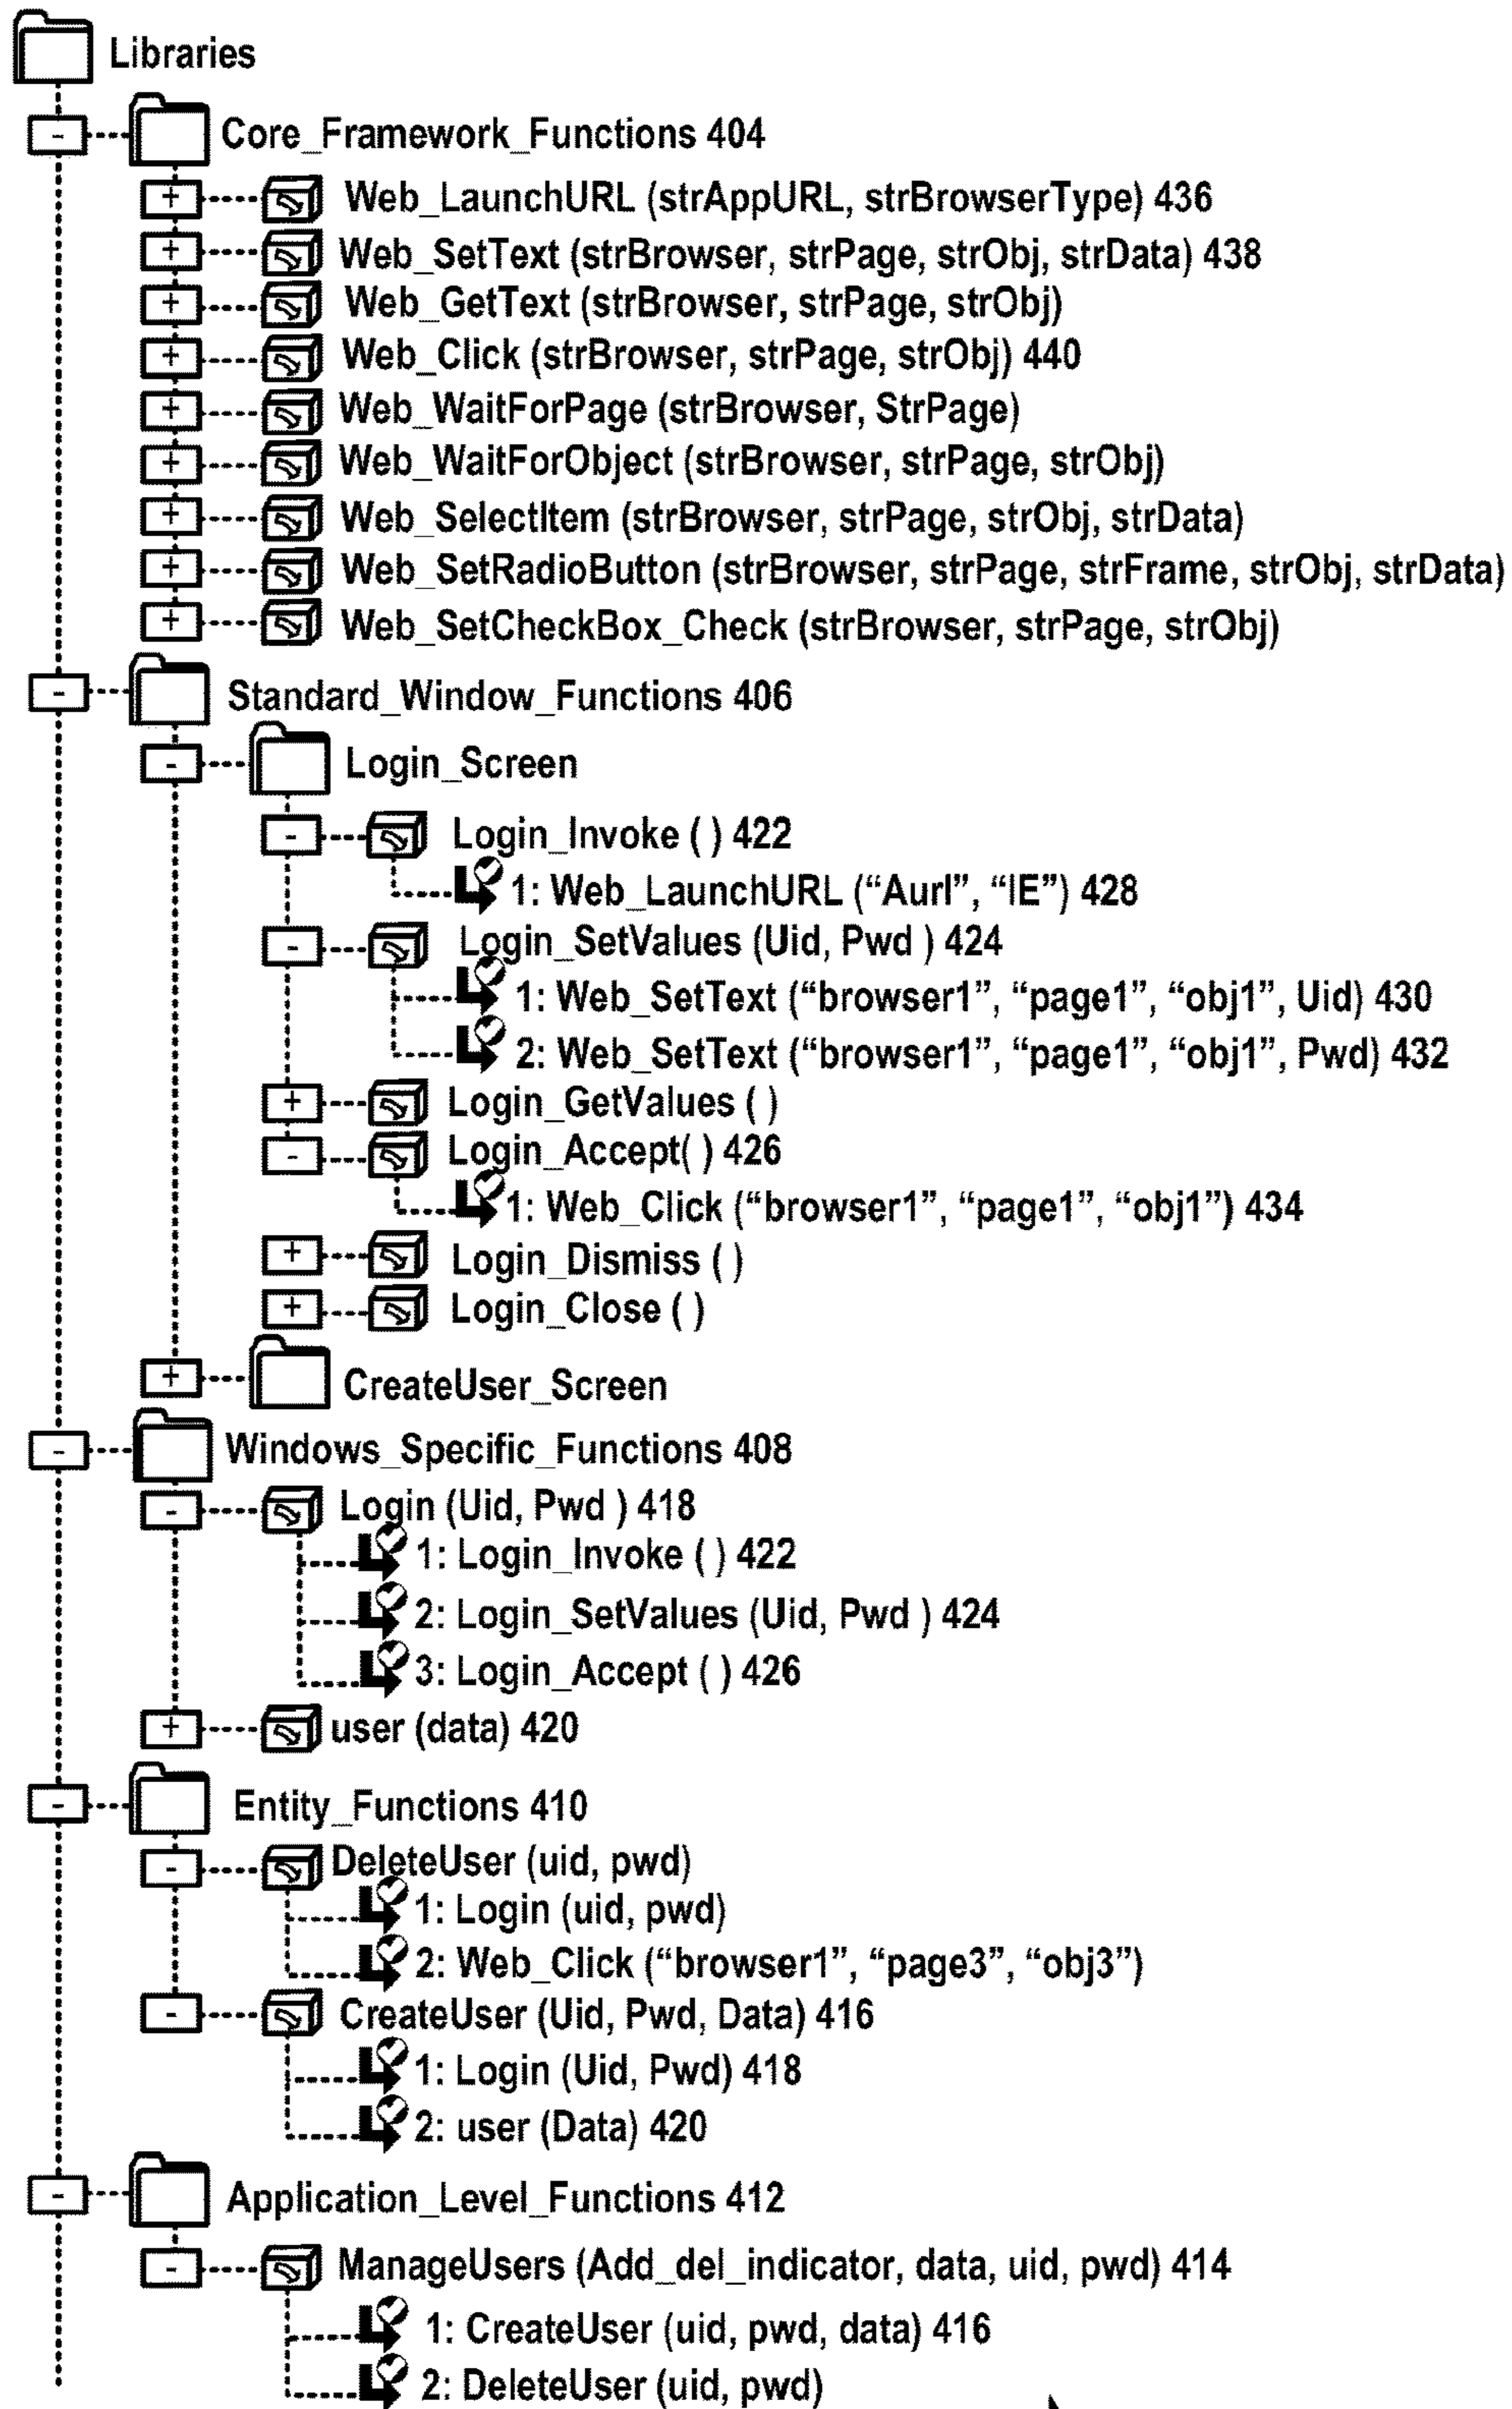 Libraries
Core_Framework_Functions 404
Web_LaunchURL (strAppURL, strBrowserType) 436
Web_SetText (strBrowser, strPage, strObj, strData) 438
Web_GetText (strBrowser, strPage, strObj)
Web_Click (strBrowser, strPage, strObj) 440
Web_WaitForPage (strBrowser, StrPage)
Web_WaitForObject (strBrowser, strPage, strObj)
Web_SelectItem (strBrowser, strPage, strObj, strData)
Web_SetRadioButton (strBrowser, strPage, strFrame, strObj, strData)
Web_SetCheckBox_Check (strBrowser, strPage, strObj)
Standard_Window_Functions 406
Login_Screen
Login_Invoke ( ) 422
1: Web_LaunchURL (“Aurl”, “IE”) 428
Login_SetValues (Uid, Pwd ) 424
1: Web_SetText (“browser1”, “page1”, “obj1”, Uid) 430
2: Web_SetText (“browser1”, “page1”, “obj1”, Pwd) 432
Login_GetValues ( )
Login_Accept( ) 426
1: Web_Click (“browser1”, “page1”, “obj1”) 434
Login_Dismiss ( )
Login_Close ( )
CreateUser_Screen
Windows_Specific_Functions 408
Login (Uid, Pwd ) 418
1: Login_Invoke ( ) 422
2: Login_SetValues (Uid, Pwd ) 424
3: Login_Accept ( ) 426
user (data) 420
Entity_Functions 410
DeleteUser (uid, pwd)
1: Login (uid, pwd)
2: Web_Click (“browser1”, “page3”, “obj3”)
CreateUser (Uid, Pwd, Data) 416
1: Login (Uid, Pwd) 418
2: user (Data) 420
Application_Level_Functions 412
ManageUsers (Add_del_indicator, data, uid, pwd) 414
1: CreateUser (uid, pwd, data) 416
2: DeleteUser (uid, pwd)